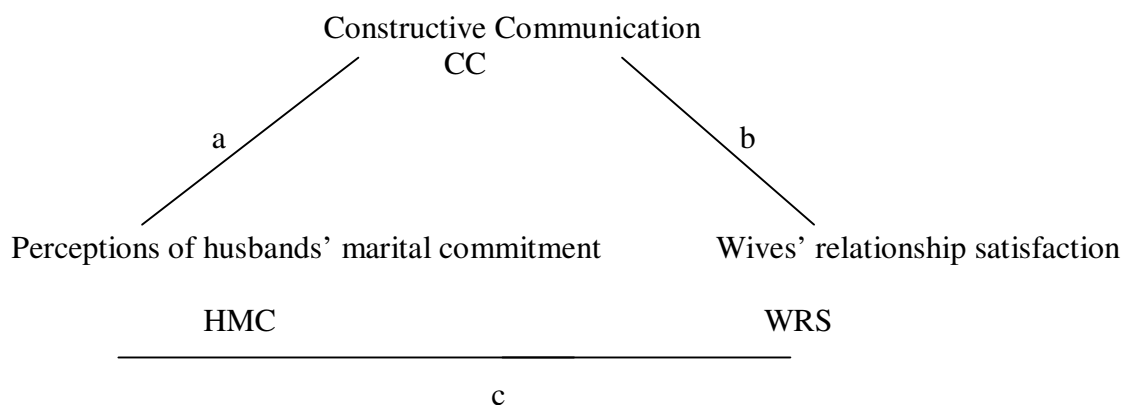 Constructive Communication
CC
a
b
Perceptions of husbands’ marital commitment
Wives’ relationship satisfaction
HMC
WRS
c